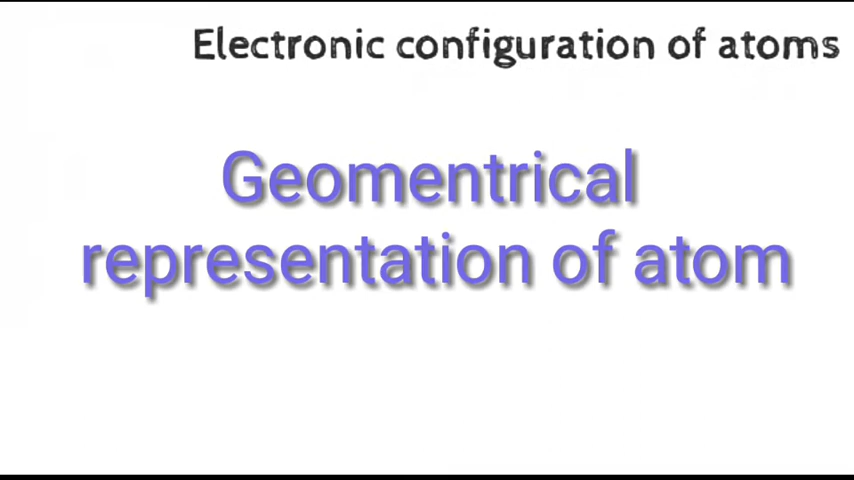 Electronic configuration of atoms
Geomentrical
representation of atom